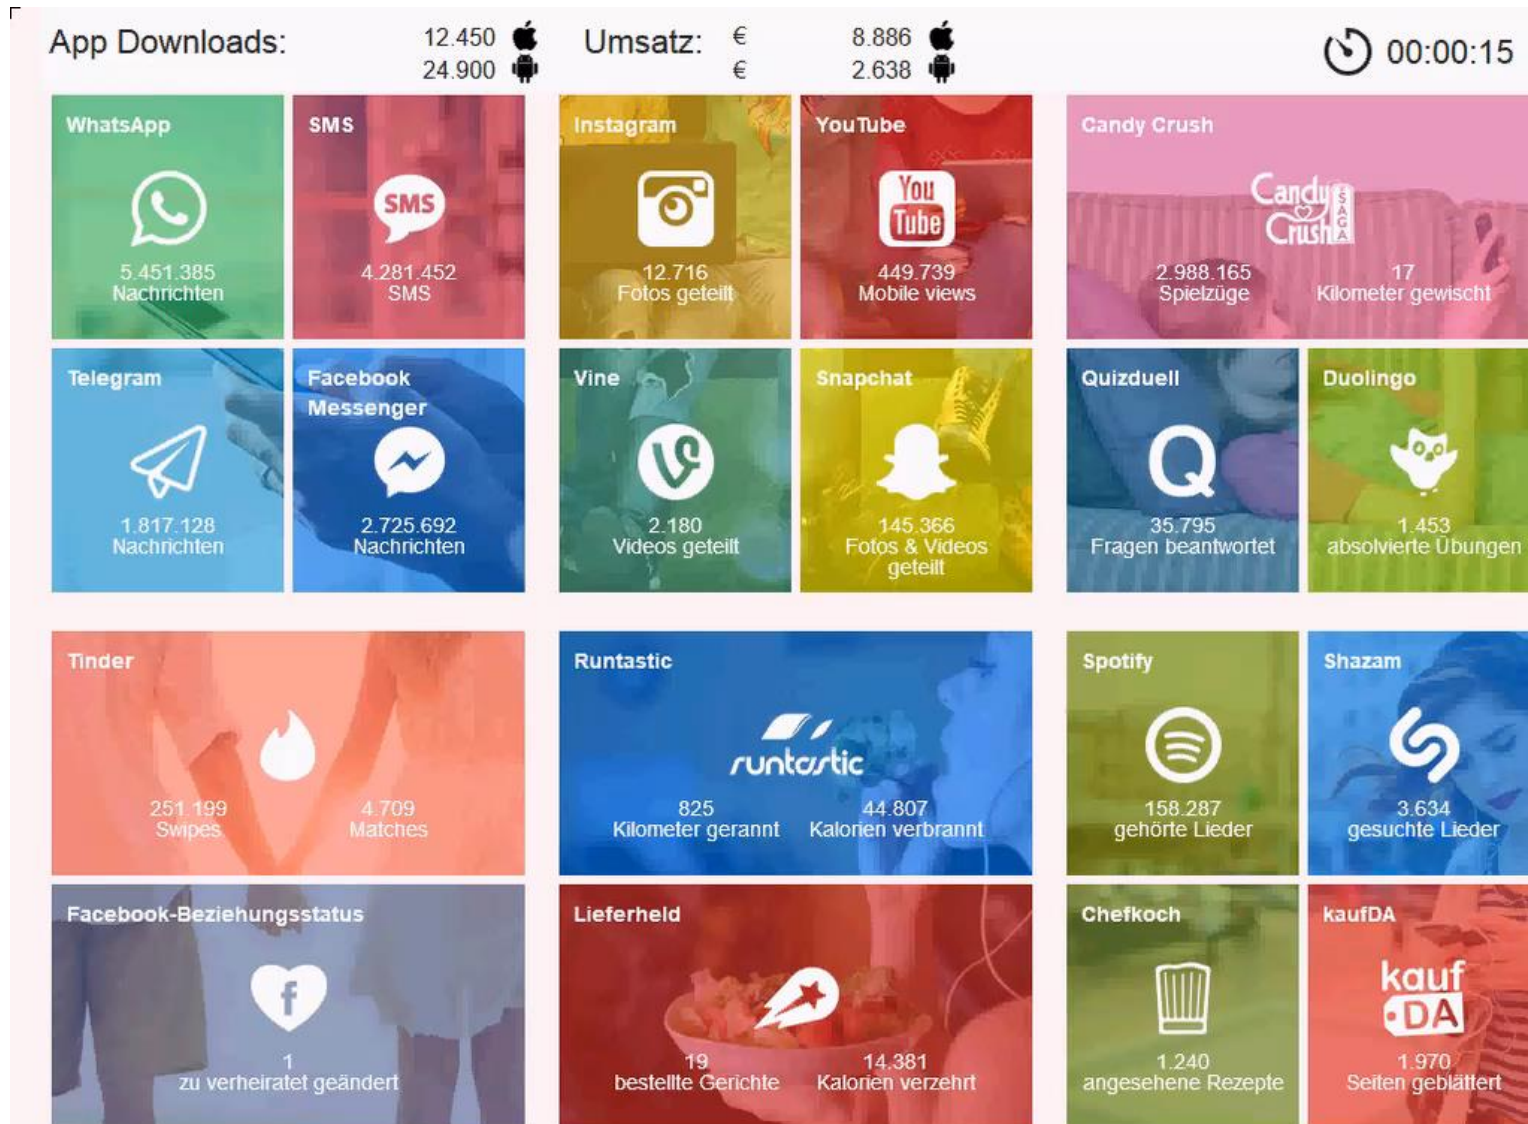 App Downloads:
12.450
24.900
Umsatz:
€ 8.886
€ 2.638
00:00:15
WhatsApp
5.451.385
Nachrichten
SMS
SMS
4.281.452
SMS
Instagram
12.716
Fotos geteilt
YouTube
You
Tube
449.739
Mobile views
Candy Crush
Candy
Crush
SAGA
2.988.165
Spielzüge
17
Kilometer gewischt
Telegram
1.817.128
Nachrichten
Facebook
Messenger
2.725.692
Nachrichten
Vine
2.180
Videos geteilt
Snapchat
145.366
Fotos & Videos
geteilt
Quizduell
Q
35.795
Fragen beantwortet
Duolingo
1.453
absolvierte Übungen
Tinder
251.199
Swipes
4.709
Matches
Runtastic
runtastic
825
Kilometer gerannt
44.807
Kalorien verbrannt
Spotify
158.287
gehörte Lieder
Shazam
3.634
gesuchte Lieder
Facebook-Beziehungsstatus
f
1
zu verheiratet geändert
Lieferheld
19
bestellte Gerichte
14.381
Kalorien verzehrt
Chefkoch
1.240
angesehene Rezepte
kaufDA
kauf
DA
1.970
Seiten geblättert